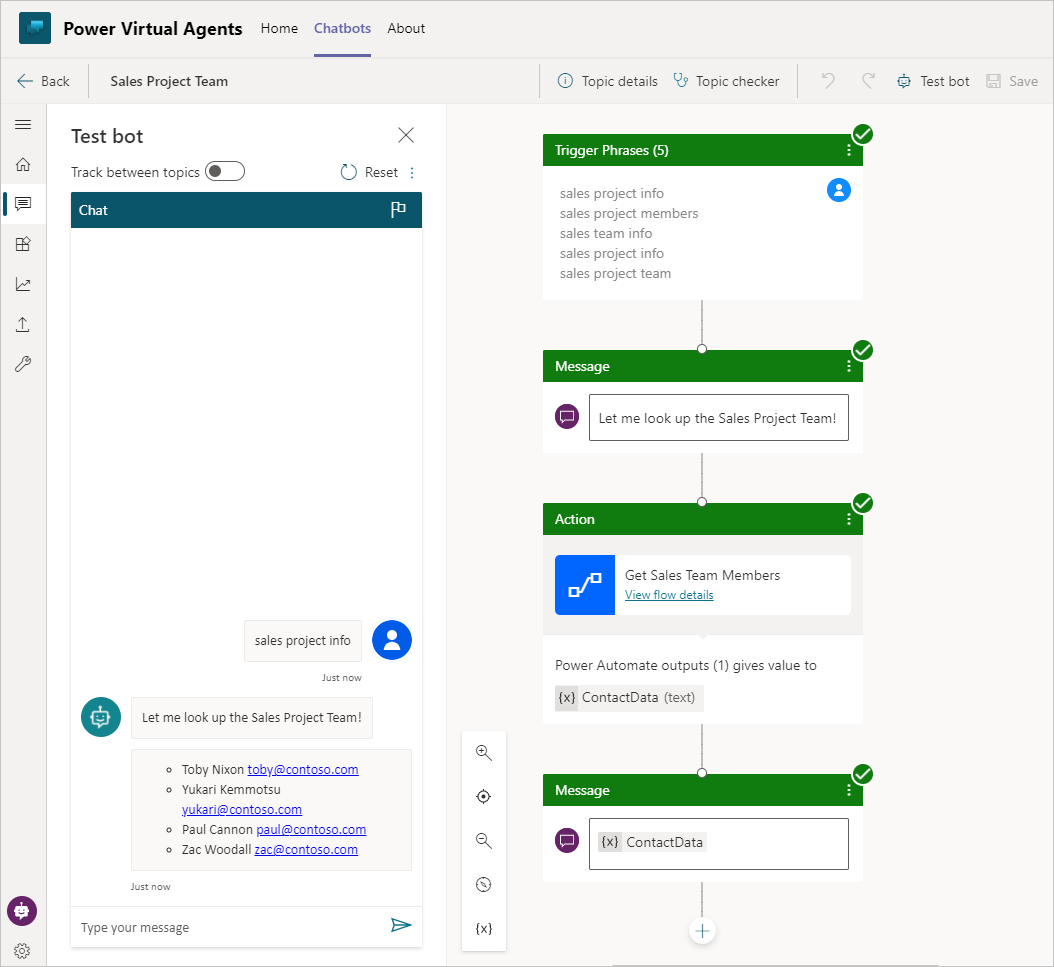 Power Virtual Agents Home Chatbots About
Back Sales Project Team Topic details Topic checker Test bot Save
Test bot
Track between topics Reset
Chat
sales project info
Just now
Let me look up the Sales Project Team!
Toby Nixon toby@contoso.com
Yukari Kemmotsu
yukari@contoso.com
Paul Cannon paul@contoso.com
Zac Woodall zac@contoso.com
Just now
Type your message
Trigger Phrases (5)
sales project info
sales project members
sales team info
sales project info
sales project team
Message
Let me look up the Sales Project Team!
Action
Get Sales Team Members
View flow details
Power Automate outputs (1) gives value to
{x} ContactData (text)
Message
{x} ContactData
{x}